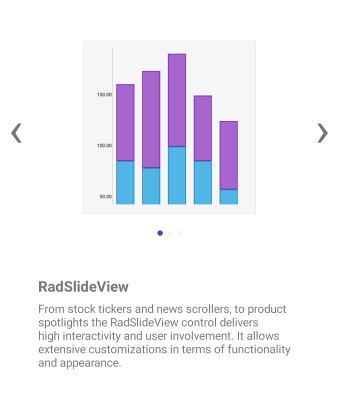 150.00
100.00
50.00
RadSlideView
From stock tickers and news scrollers, to product
spotlights the RadSlideView control delivers
high interactivity and user involvement. It allows
extensive customizations in terms of functionality
and appearance.